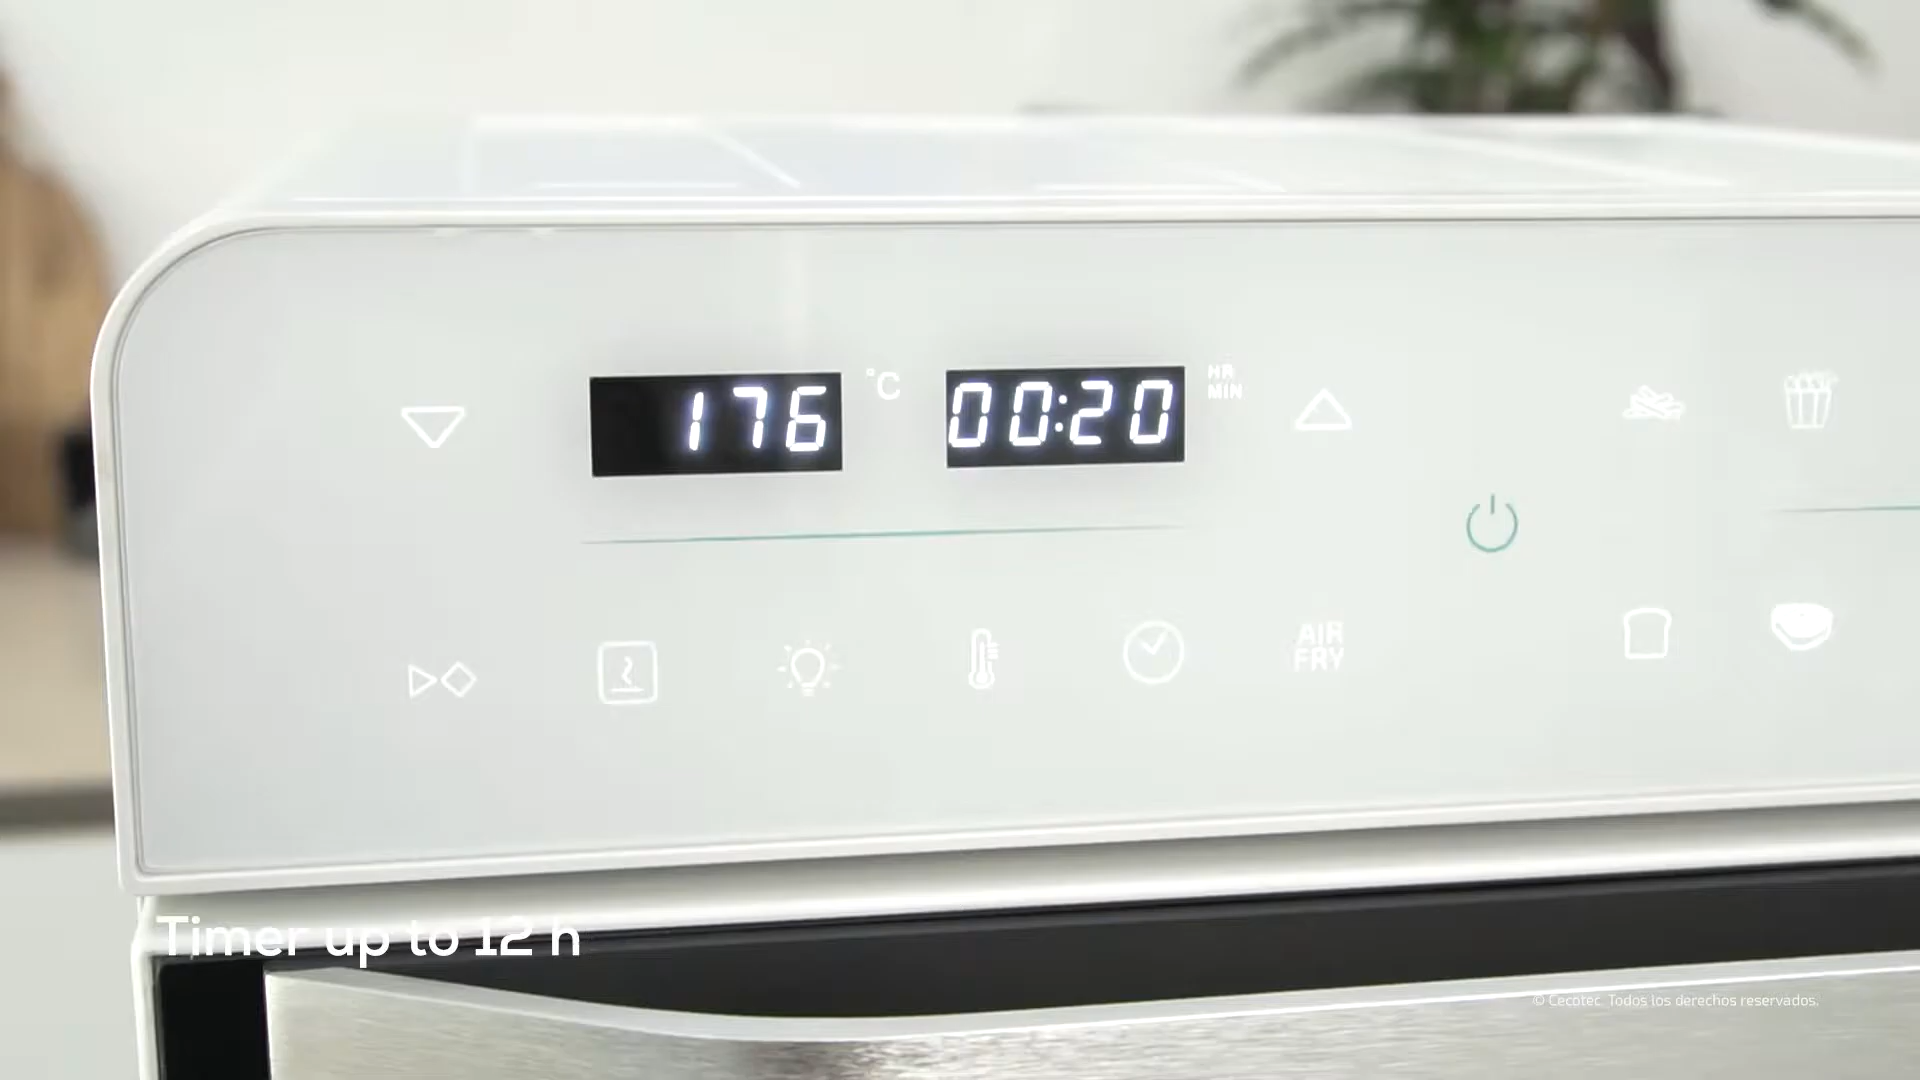 176 °C 00:20 HR
MIN
AIR
FRY
Timer up to 12 h
© Cecotec. Todos los derechos reservados.